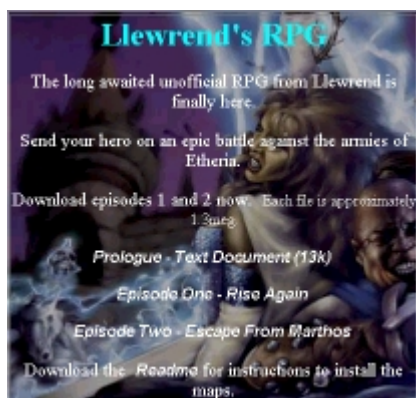 Llewrend's RPG
The long awaited unofficial RPG from Llewrend is
finally here.
Send your hero on an epic battle against the armies of
Etheria.
Download episodes 1 and 2 now. Each file is approximately
1.3meg.
Prologue - Text Document (13k)
Episode One - Rise Again
Episode Two - Escape From Marthos
Download the Readme for instructions to install the
maps.